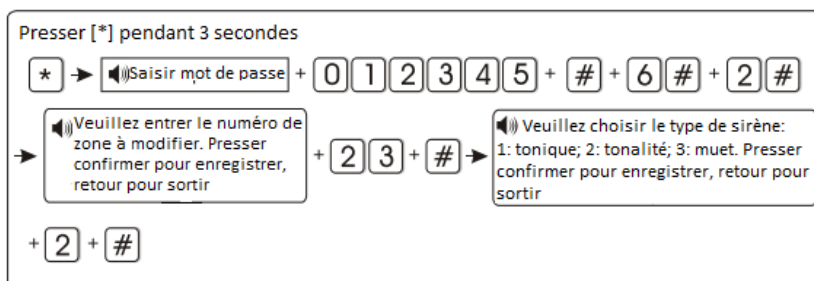 Presser [*] pendant 3 secondes
* Saisir mot de passe + 0 1 2 3 4 5 + # + 6 # + 2 #
Veuillez entrer le numéro de
zone à modifier. Presser
confirmer pour enregistrer,
retour pour sortir
+ 2 3 + #
Veuillez choisir le type de sirène:
1: tonique; 2: tonalité; 3: muet. Presser
confirmer pour enregistrer, retour pour
sortir
+ 2 + #